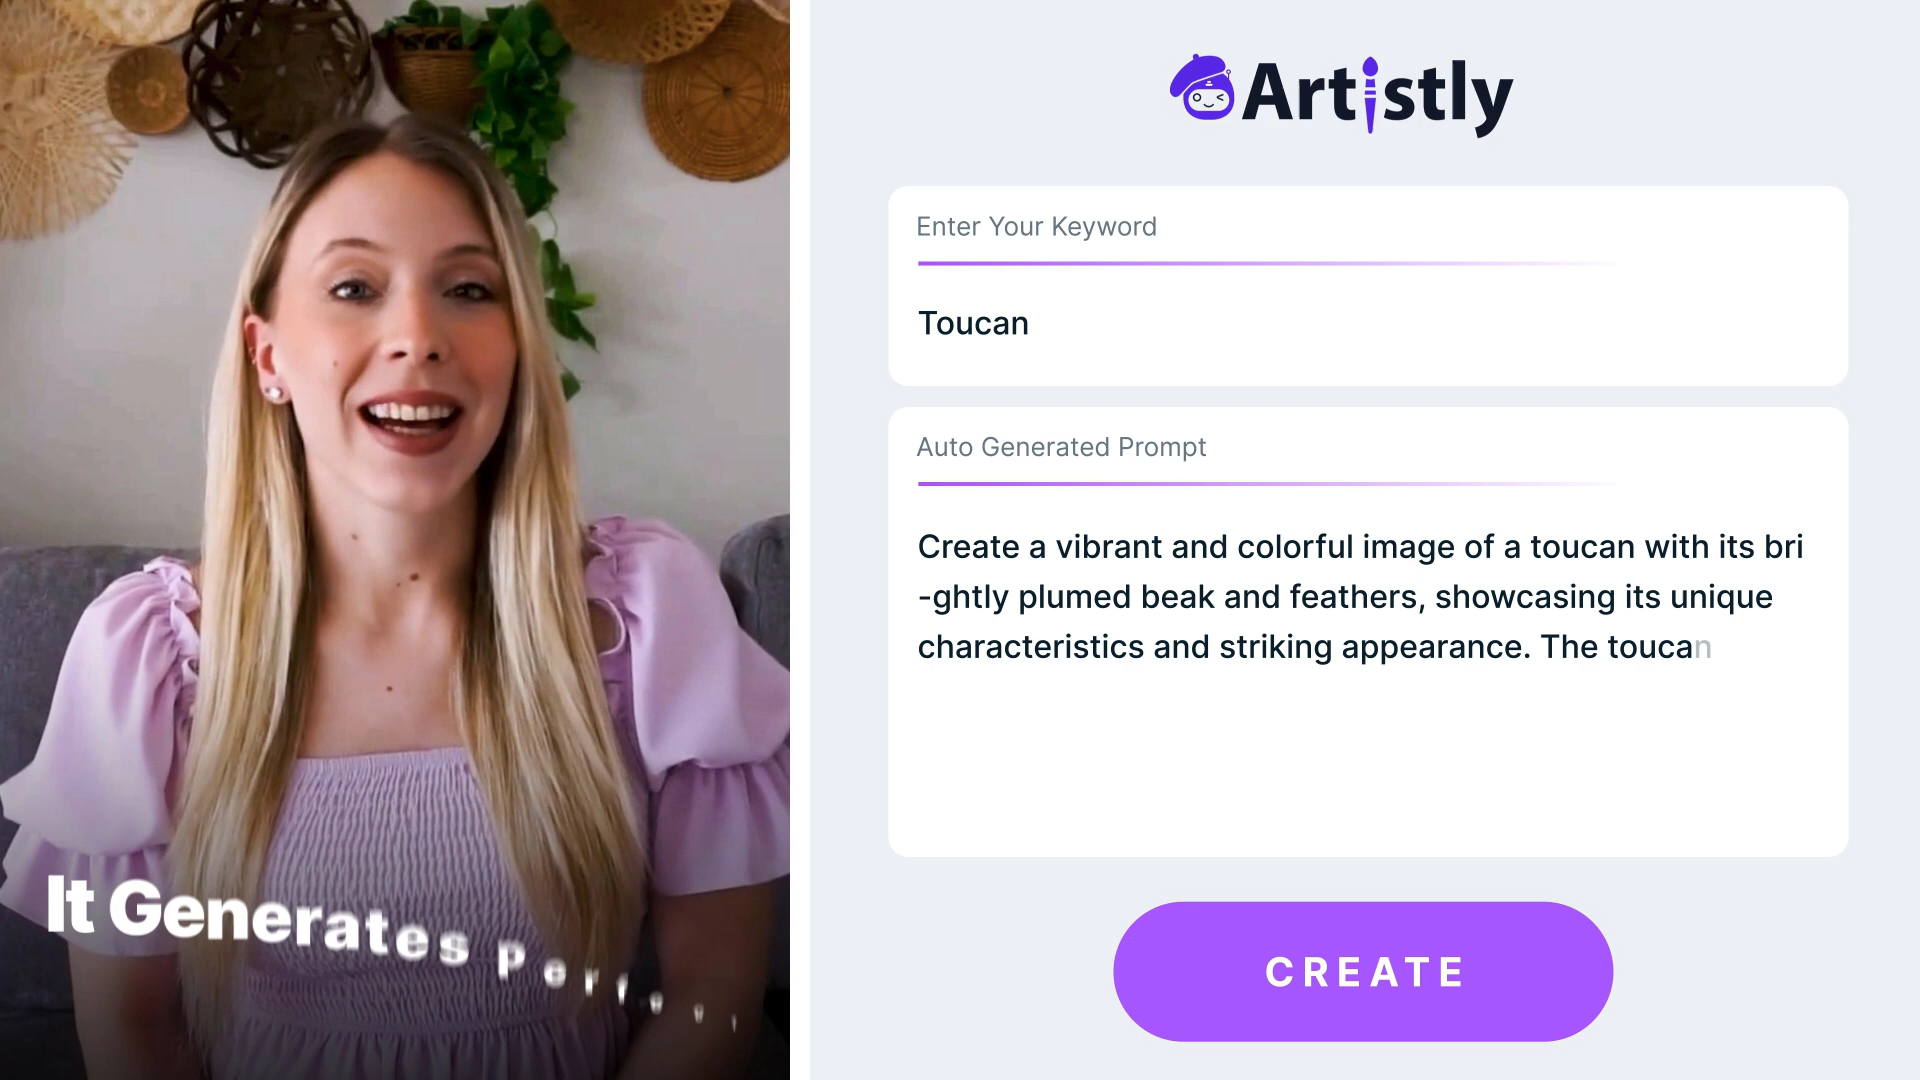 It Generates
Artistly
Enter Your Keyword
Toucan
Auto Generated Prompt
Create a vibrant and colorful image of a toucan with its bri
-ghtly plumed beak and feathers, showcasing its unique
characteristics and striking appearance. The toucan
CREATE